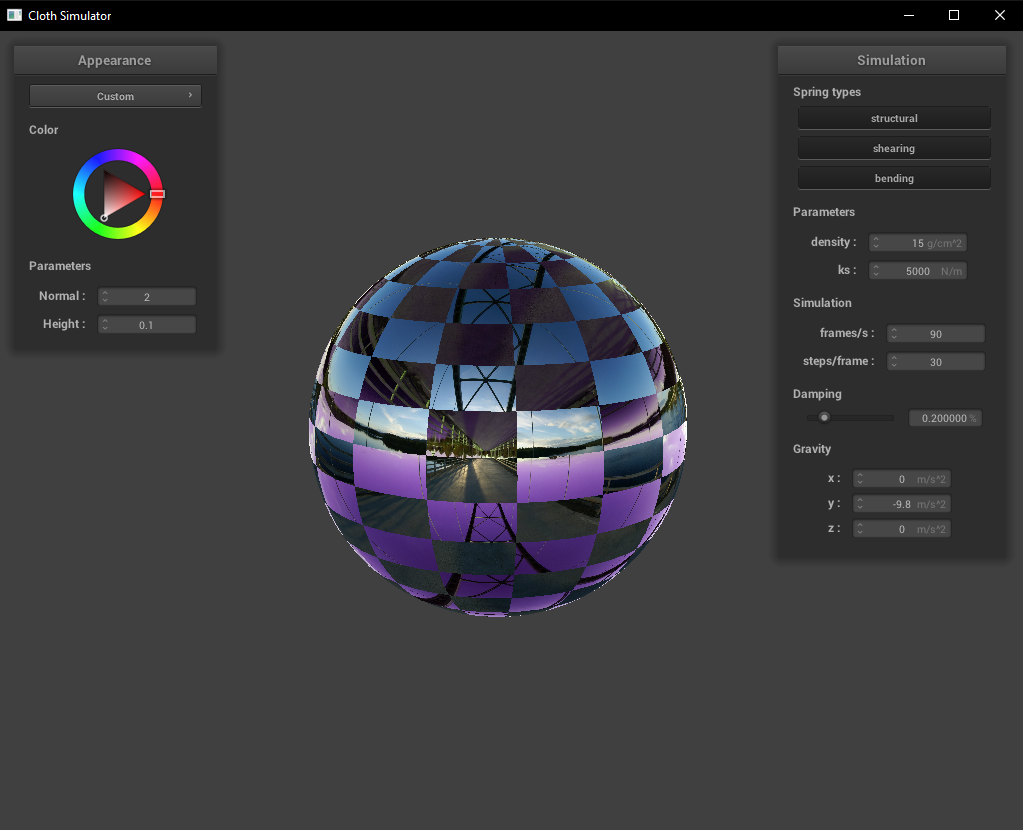 Cloth Simulator
Appearance
Custom
Color
Parameters
Normal : 2
Height : 0.1
Simulation
Spring types
structural
shearing
bending
Parameters
density : 15 g/cm^2
ks : 5000 N/m
Simulation
frames/s : 90
steps/frame : 30
Damping
0.200000 %
Gravity
x : 0 m/s^2
y : -9.8 m/s^2
z : 0 m/s^2